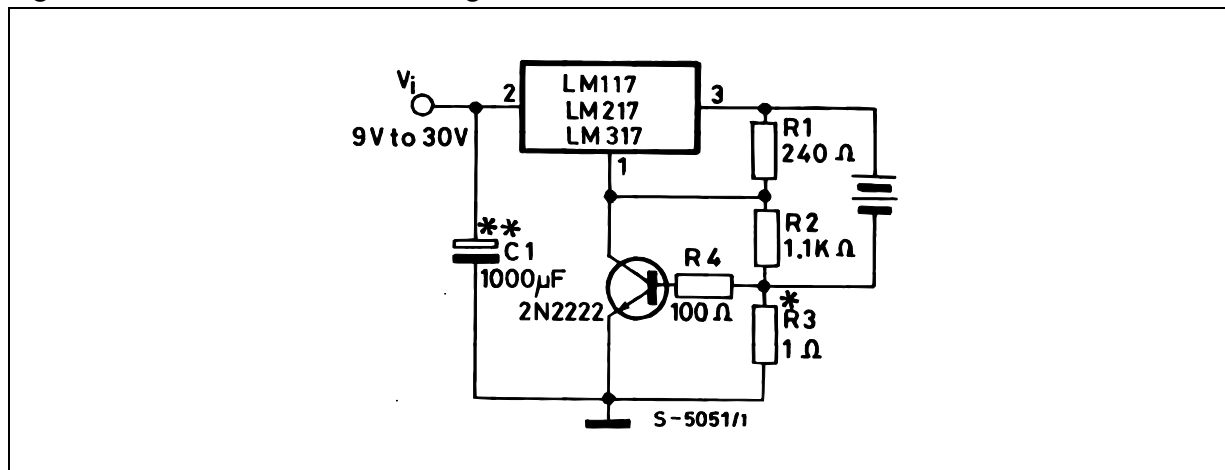 Vi
9V to 30V
2
LM117
LM217
LM317
3
1
R1
240 Ω
R2
1.1K Ω
** C1
1000µF
2N2222
R4
100 Ω
*
R3
1 Ω
S-5051/1